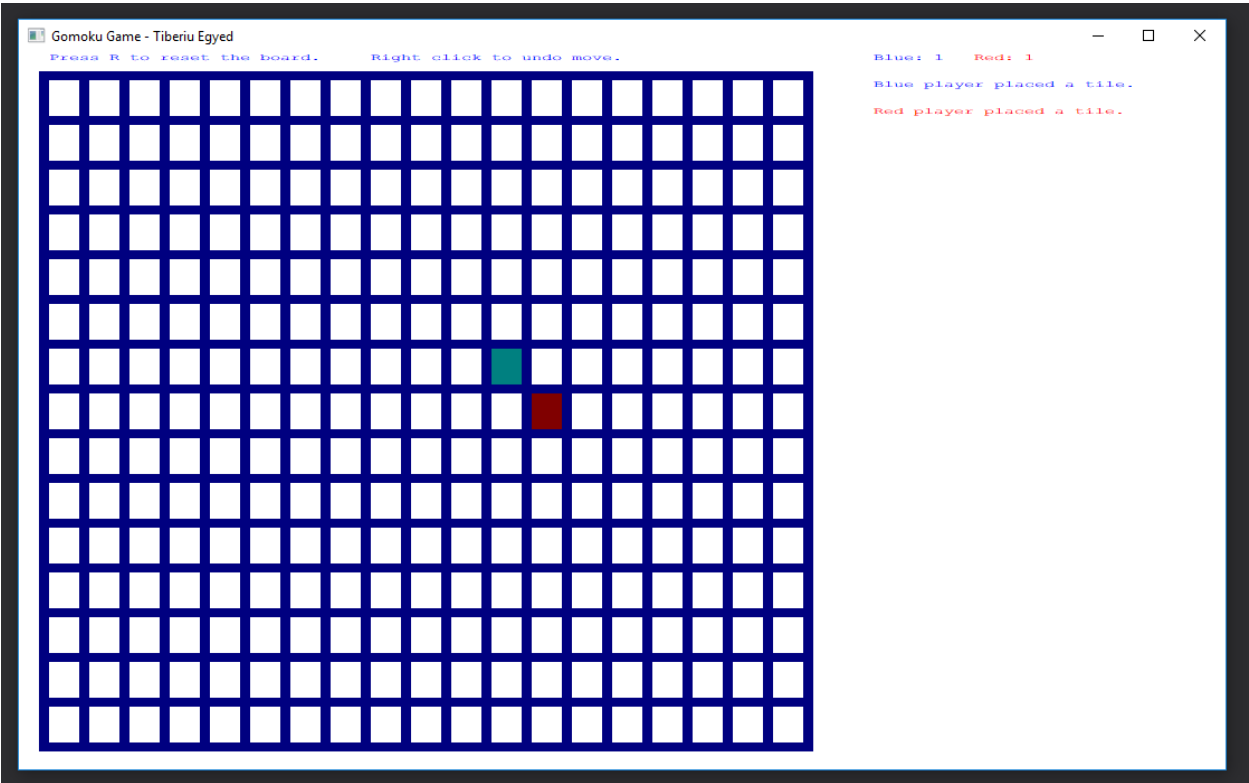 Gomoku Game - Tiberiu Egyed
Press R to reset the board. Right click to undo move.
Blue: 1 Red: 1
Blue player placed a tile.
Red player placed a tile.